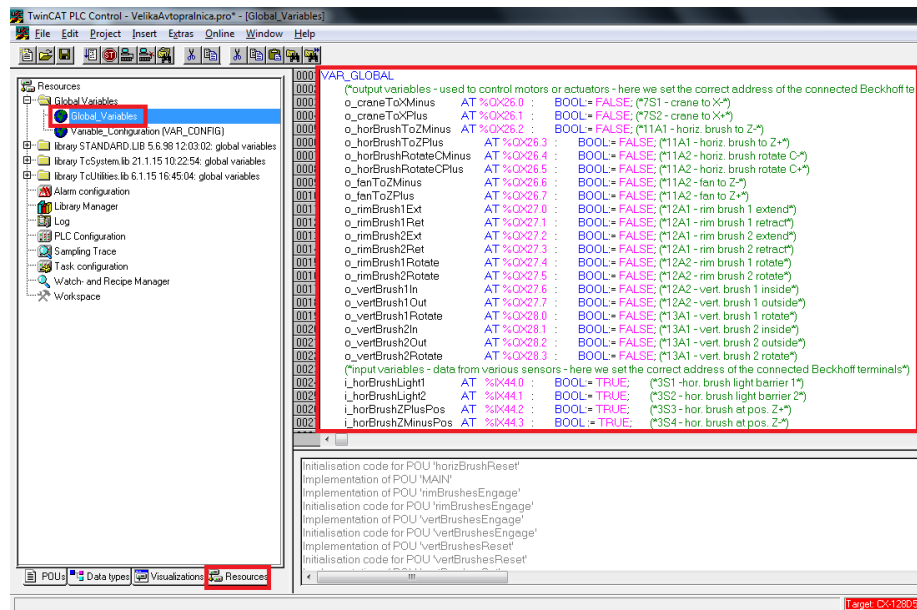 TwinCAT PLC Control - VelikaAvtopralnica.pro* - [Global_Variables]
File Edit Project Insert Extras Online Window Help
Resources
Global Variables
Global_Variables
Variable_Configuration (VAR_CONFIG)
library STANDARD.LIB 5.6.98 12:03:02: global variables
library TcSystem.lib 21.1.15 10:22:54: global variables
library TcUtilities.lib 6.1.15 16:45:04: global variables
Alarm configuration
Library Manager
Log
PLC Configuration
Sampling Trace
Task configuration
Watch- and Recipe Manager
Workspace
POUs Data types Visualizations Resources
VAR_GLOBAL
(*output variables - used to control motors or actuators - here we set the correct address of the connected Beckhoff te
o_craneToXMinus AT %QX26.0 : BOOL:= FALSE; (*7S1 - crane to X-*)
o_craneToXPlus AT %QX26.1 : BOOL:= FALSE; (*7S2 - crane to X+*)
o_horBrushToZMinus AT %QX26.2 : BOOL:= FALSE; (*11A1 - horiz. brush to Z-*)
o_horBrushToZPlus AT %QX26.3 : BOOL:= FALSE; (*11A1 - horiz. brush to Z+*)
o_horBrushRotateCMinus AT %QX26.4 : BOOL:= FALSE; (*11A2 - horiz. brush rotate C-*)
o_horBrushRotateCPlus AT %QX26.5 : BOOL:= FALSE; (*11A2 - horiz. brush rotate C+*)
o_fanToZMinus AT %QX26.6 : BOOL:= FALSE; (*11A2 - fan to Z-*)
o_fanToZPlus AT %QX26.7 : BOOL:= FALSE; (*11A2 - fan to Z+*)
o_rimBrush1Ext AT %QX27.0 : BOOL:= FALSE; (*12A1 - rim brush 1 extend*)
o_rimBrush1Ret AT %QX27.1 : BOOL:= FALSE; (*12A1 - rim brush 1 retract*)
o_rimBrush2Ext AT %QX27.2 : BOOL:= FALSE; (*12A1 - rim brush 2 extend*)
o_rimBrush2Ret AT %QX27.3 : BOOL:= FALSE; (*12A1 - rim brush 2 retract*)
o_rimBrush1Rotate AT %QX27.4 : BOOL:= FALSE; (*12A2 - rim brush 1 rotate*)
o_rimBrush2Rotate AT %QX27.5 : BOOL:= FALSE; (*12A2 - rim brush 2 rotate*)
o_vertBrush1In AT %QX27.6 : BOOL:= FALSE; (*12A2 - vert. brush 1 inside*)
o_vertBrush1Out AT %QX27.7 : BOOL:= FALSE; (*12A2 - vert. brush 1 outside*)
o_vertBrush1Rotate AT %QX28.0 : BOOL:= FALSE; (*13A1 - vert. brush 1 rotate*)
o_vertBrush2In AT %QX28.1 : BOOL:= FALSE; (*13A1 - vert. brush 2 inside*)
o_vertBrush2Out AT %QX28.2 : BOOL:= FALSE; (*13A1 - vert. brush 2 outside*)
o_vertBrush2Rotate AT %QX28.3 : BOOL:= FALSE; (*13A1 - vert. brush 2 rotate*)
(*input variables - data from various sensors - here we set the correct address of the connected Beckhoff terminals*)
i_horBrushLight1 AT %IX44.0 : BOOL:= TRUE; (*3S1 -hor. brush light barrier 1*)
i_horBrushLight2 AT %IX44.1 : BOOL:= TRUE; (*3S2 - hor. brush light barrier 2*)
i_horBrushZPlusPos AT %IX44.2 : BOOL:= TRUE; (*3S3 - hor. brush at pos. Z+*)
i_horBrushZMinusPos AT %IX44.3 : BOOL:= TRUE; (*3S4 - hor. brush at pos. Z-*)
Initialisation code for POU 'horizBrushReset'
Implementation of POU 'MAIN'
Implementation of POU 'rimBrushesEngage'
Initialisation code for POU 'rimBrushesEngage'
Implementation of POU 'vertBrushesEngage'
Initialisation code for POU 'vertBrushesEngage'
Implementation of POU 'vertBrushesReset'
Initialisation code for POU 'vertBrushesReset'
Target: CX-128D5